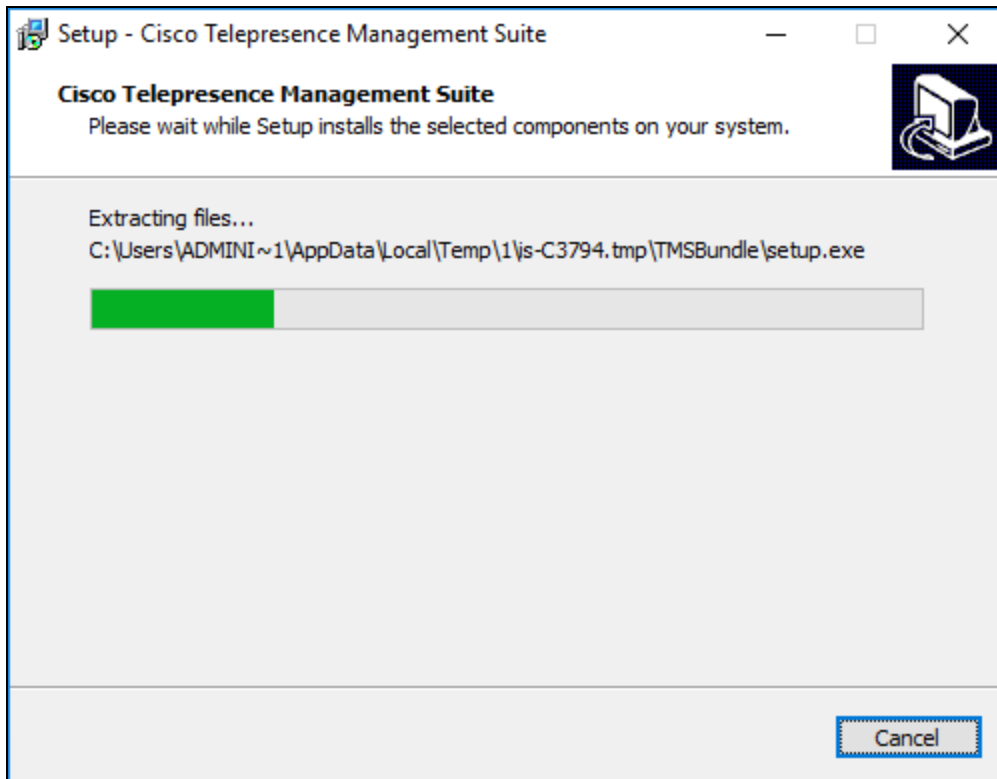 Setup - Cisco Telepresence Management Suite
Cisco Telepresence Management Suite
Please wait while Setup installs the selected components on your system.
Extracting files...
C:\Users\ADMINI~1\AppData\Local\Temp\1\is-C3794.tmp\TMSBundle\setup.exe
Cancel